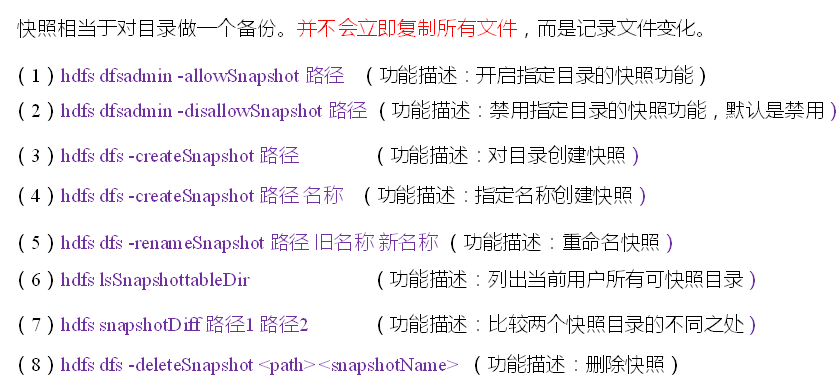 快照相当于对目录做一个备份。并不会立即复制所有文件，而是记录文件变化。
（1）hdfs dfsadmin -allowSnapshot 路径 （功能描述：开启指定目录的快照功能）
（2）hdfs dfsadmin -disallowSnapshot 路径 （功能描述：禁用指定目录的快照功能，默认是禁用）
（3）hdfs dfs -createSnapshot 路径 （功能描述：对目录创建快照）
（4）hdfs dfs -createSnapshot 路径 名称 （功能描述：指定名称创建快照）
（5）hdfs dfs -renameSnapshot 路径 旧名称 新名称 （功能描述：重命名快照）
（6）hdfs lsSnapshottableDir （功能描述：列出当前用户所有可快照目录）
（7）hdfs snapshotDiff 路径1 路径2 （功能描述：比较两个快照目录的不同之处）
（8）hdfs dfs -deleteSnapshot <path> <snapshotName> （功能描述：删除快照）